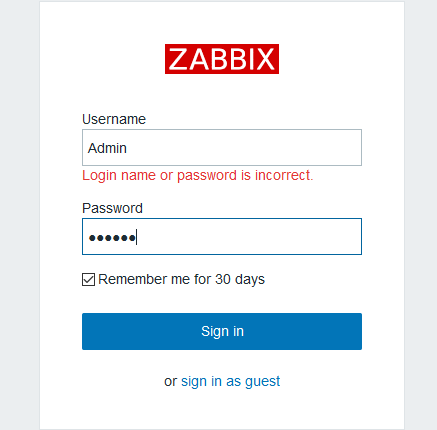 ZABBIX
Username
Admin
Login name or password is incorrect.
Password
••••••
Remember me for 30 days
Sign in
or sign in as guest